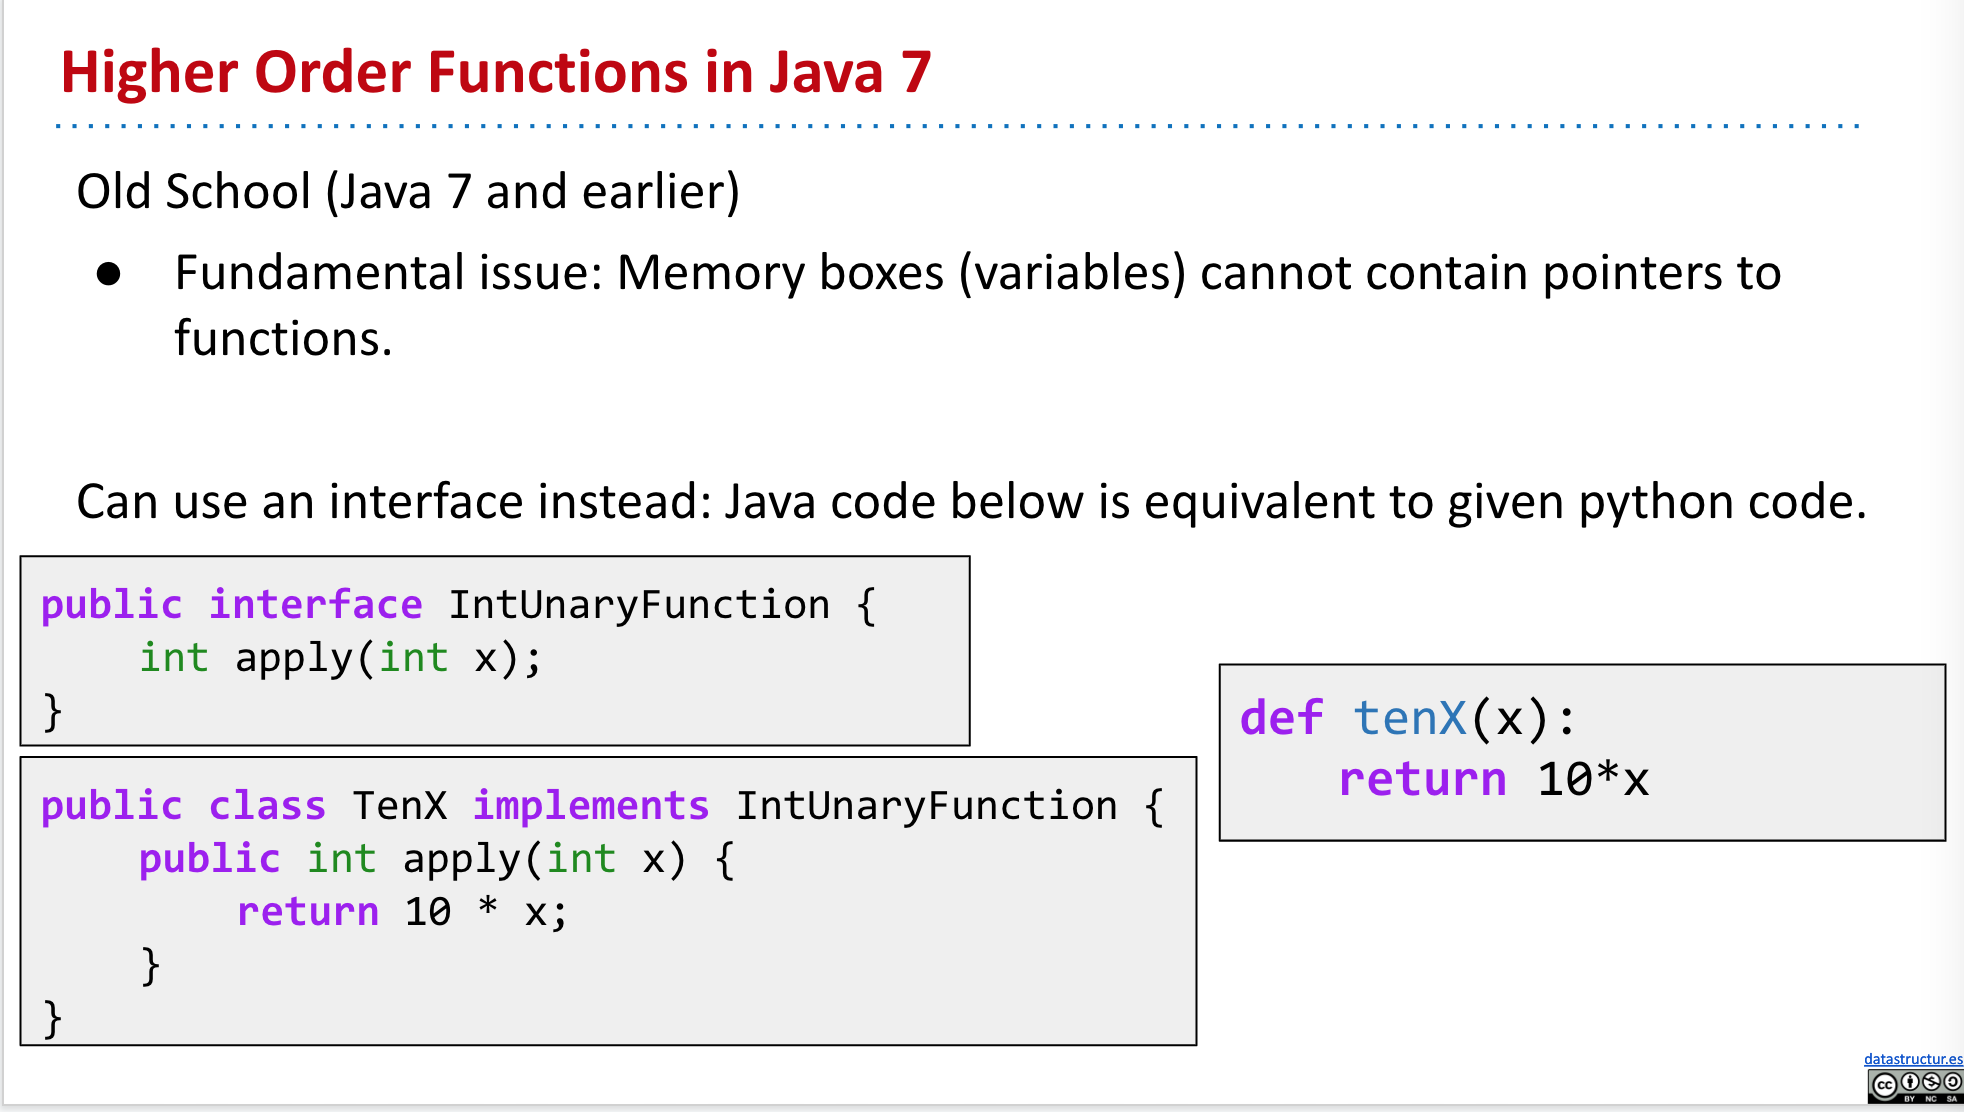 Higher Order Functions in Java 7
Old School (Java 7 and earlier)
● Fundamental issue: Memory boxes (variables) cannot contain pointers to
functions.
Can use an interface instead: Java code below is equivalent to given python code.
public interface IntUnaryFunction {
    int apply(int x);
}
public class TenX implements IntUnaryFunction {
    public int apply(int x) {
        return 10 * x;
    }
}
def tenX(x):
    return 10*x
datastructur.es
cc
BY NC SA